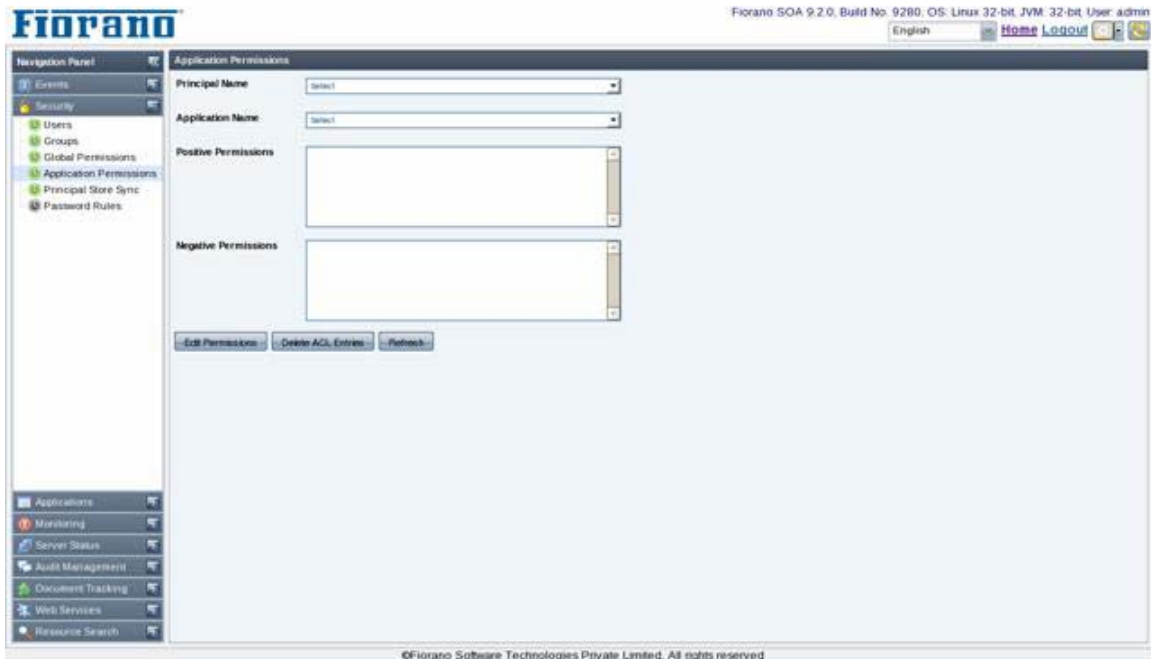 Fiorano
Fiorano SOA 9.2.0, Build No. 9280, OS: Linux 32-bit, JVM: 32-bit, User: admin
English
Home Logout
Navigation Panel
Events
Security
Users
Groups
Global Permissions
Application Permissions
Principal Store Sync
Password Rules
Applications
Monitoring
Server Status
Audit Management
Document Tracking
Web Services
Resource Search
Application Permissions
Principal Name
Select
Application Name
Select
Positive Permissions
Negative Permissions
Edit Permissions Delete ACL Entries Refresh
©Fiorano Software Technologies Private Limited. All rights reserved